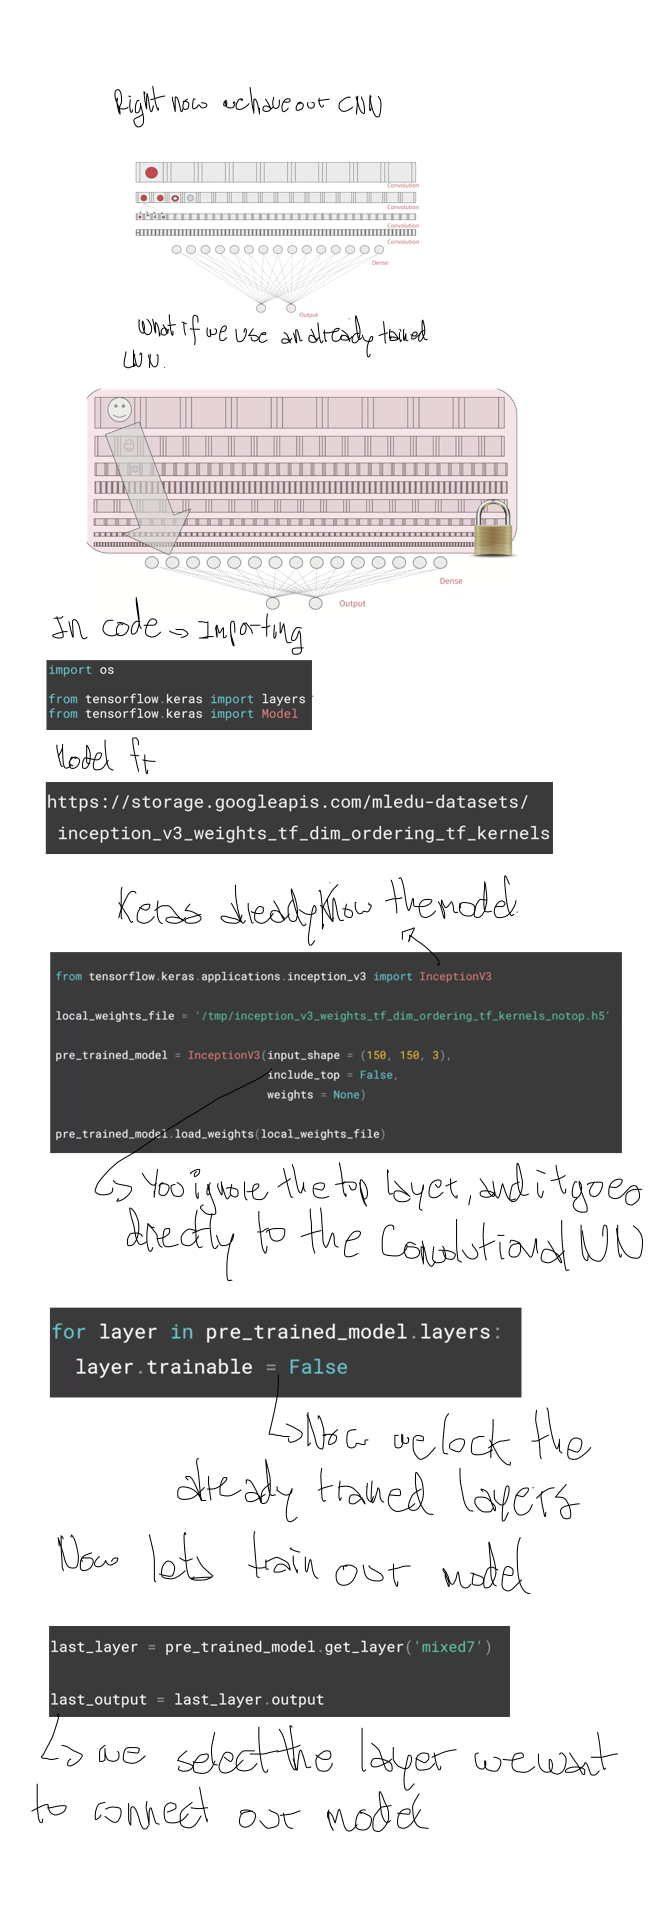 Right now we have our CNN
Convolution
Convolution
Convolution
Convolution
Dense
Output
What if we use an already trained
CNN.
Dense
Output
In code → Importing
import os
from tensorflow.keras import layers
from tensorflow.keras import Model
Model
https://storage.googleapis.com/mledu-datasets/
inception_v3_weights_tf_dim_ordering_tf_kernels
Keras already know the model.
from tensorflow.keras.applications.inception_v3 import InceptionV3
local_weights_file = '/tmp/inception_v3_weights_tf_dim_ordering_tf_kernels_notop.h5'
pre_trained_model = InceptionV3(input_shape = (150, 150, 3),
include_top = False,
weights = None)
pre_trained_model.load_weights(local_weights_file)
You ignore the top layer, and it goes
directly to the Convolutional NN
for layer in pre_trained_model.layers:
layer.trainable = False
Now we lock the
already trained layers
Now lets train our model
last_layer = pre_trained_model.get_layer('mixed7')
last_output = last_layer.output
we select the layer we want
to connect our model